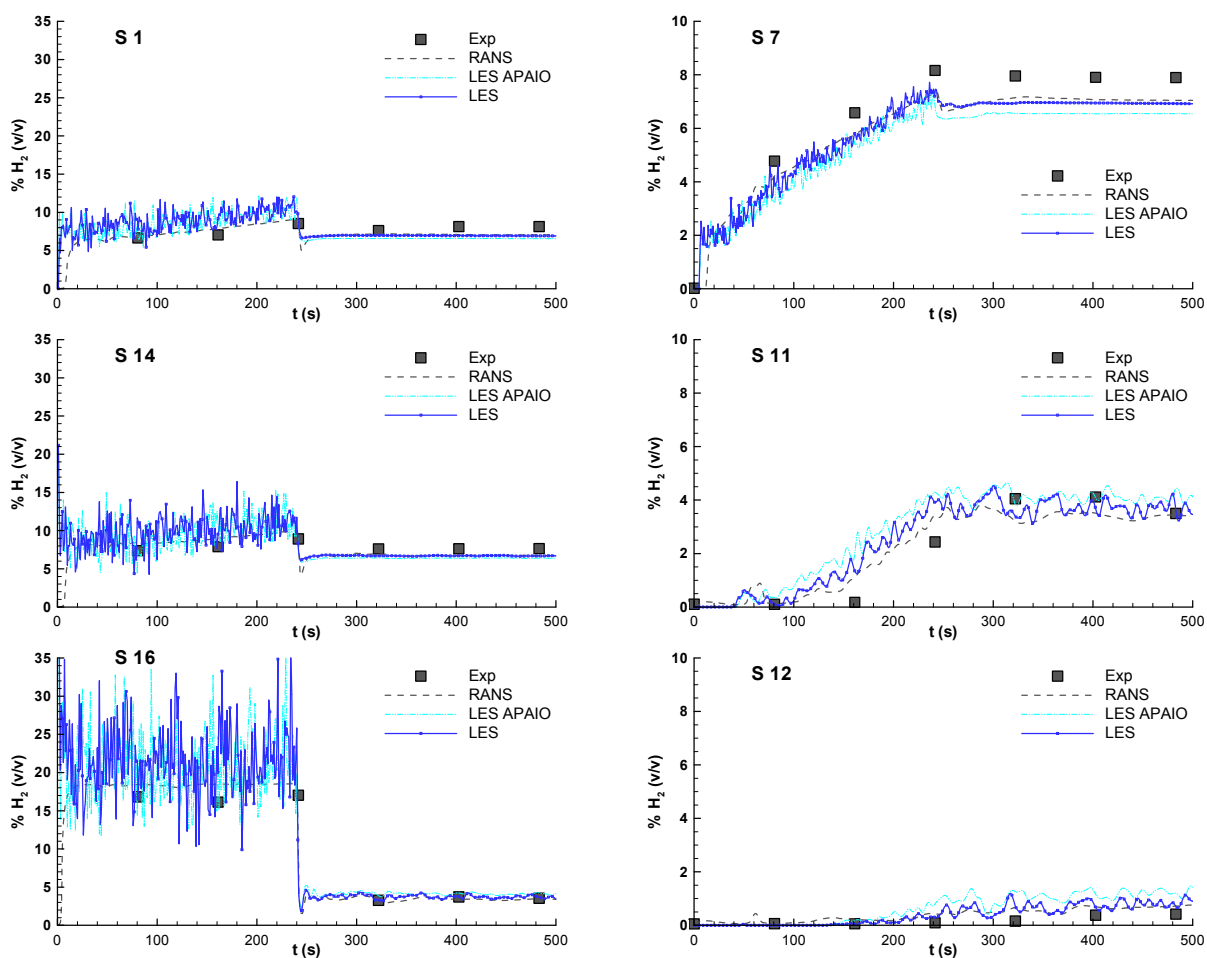 S 1
Exp
RANS
LES APAIO
LES
% H2 (v/v)
35
30
25
20
15
10
5
0
0 100 200 300 400 500
t (s)
S 7
Exp
RANS
LES APAIO
LES
% H2 (v/v)
10
8
6
4
2
0
0 100 200 300 400 500
t (s)
S 14
Exp
RANS
LES APAIO
LES
% H2 (v/v)
35
30
25
20
15
10
5
0
0 100 200 300 400 500
t (s)
S 11
Exp
RANS
LES APAIO
LES
% H2 (v/v)
10
8
6
4
2
0
0 100 200 300 400 500
t (s)
S 16
Exp
RANS
LES APAIO
LES
% H2 (v/v)
35
30
25
20
15
10
5
0
0 100 200 300 400 500
t (s)
S 12
Exp
RANS
LES APAIO
LES
% H2 (v/v)
10
8
6
4
2
0
0 100 200 300 400 500
t (s)